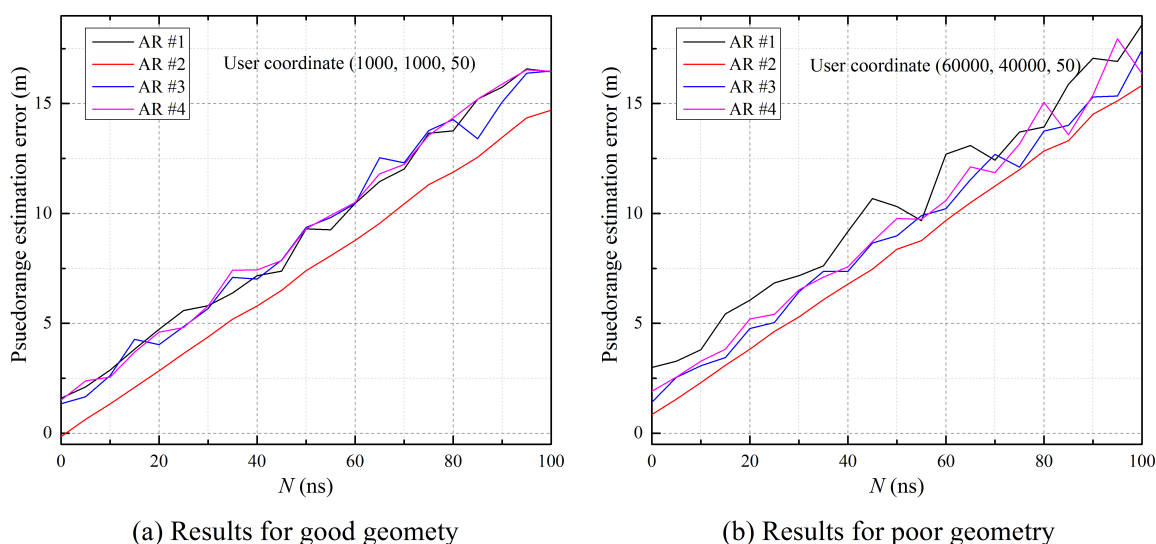 AR #1
AR #2
AR #3
AR #4
User coordinate (1000, 1000, 50)
Psuedorange estimation error (m)
15
10
5
0
0 20 40 60 80 100
N (ns)
(a) Results for good geomety
AR #1
AR #2
AR #3
AR #4
User coordinate (60000, 40000, 50)
Psuedorange estimation error (m)
15
10
5
0
0 20 40 60 80 100
N (ns)
(b) Results for poor geometry